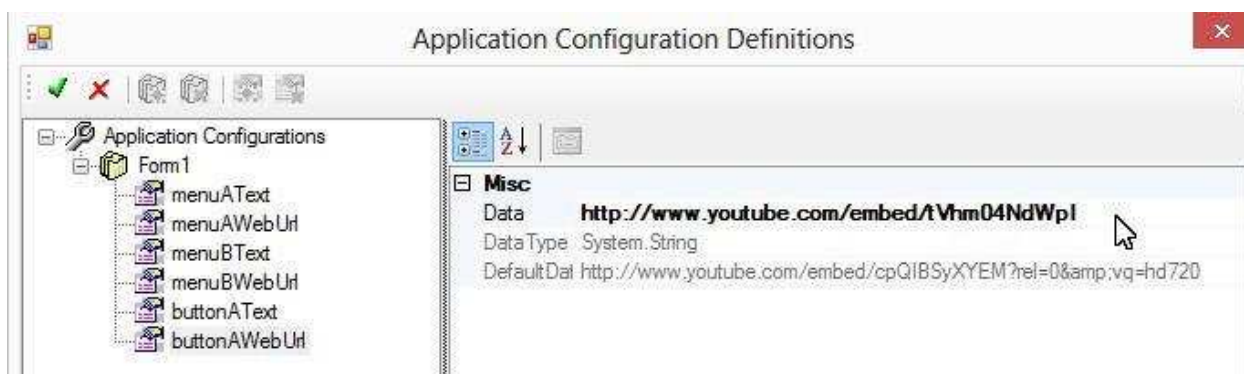 Application Configuration Definitions
Application Configurations
Form1
menuAText
menuAWebUrl
menuBText
menuBWebUrl
buttonAText
buttonAWebUrl
Misc
Data http://www.youtube.com/embed/tVhm04NdWpI
DataType System.String
DefaultDat http://www.youtube.com/embed/cpQIBSyXYEM?rel=0&amp;vq=hd720